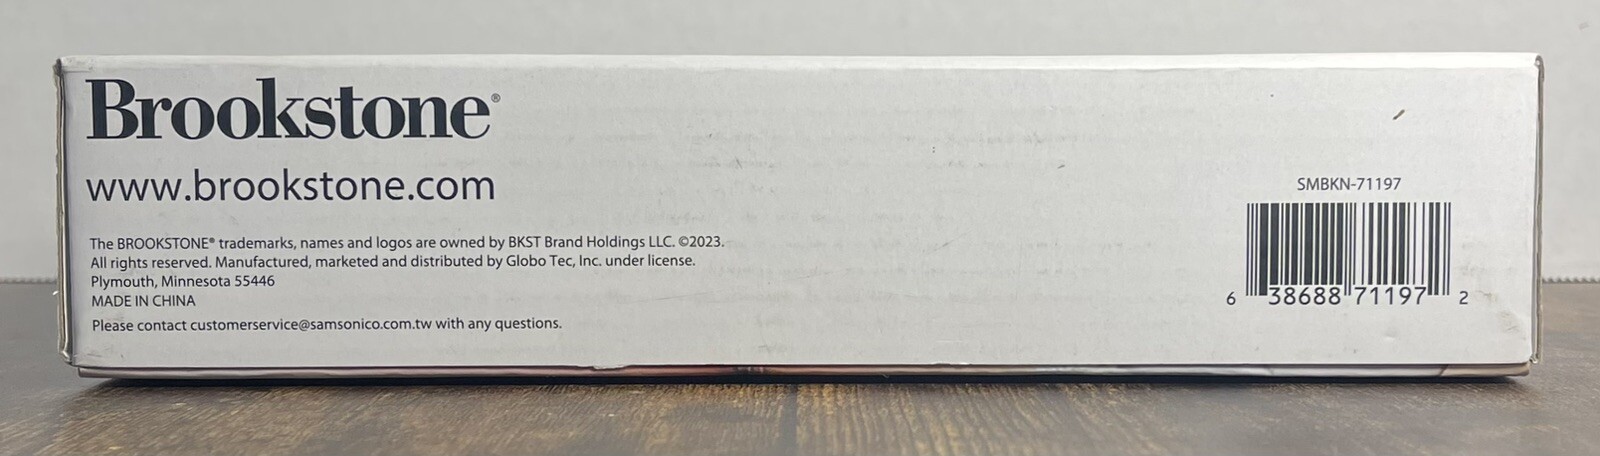 Brookstone®
www.brookstone.com
The BROOKSTONE® trademarks, names and logos are owned by BKST Brand Holdings LLC. ©2023.
All rights reserved. Manufactured, marketed and distributed by Globo Tec, Inc. under license.
Plymouth, Minnesota 55446
MADE IN CHINA
Please contact customerservice@samsonico.com.tw with any questions.
SMBKN-71197
6 38688 71197 2